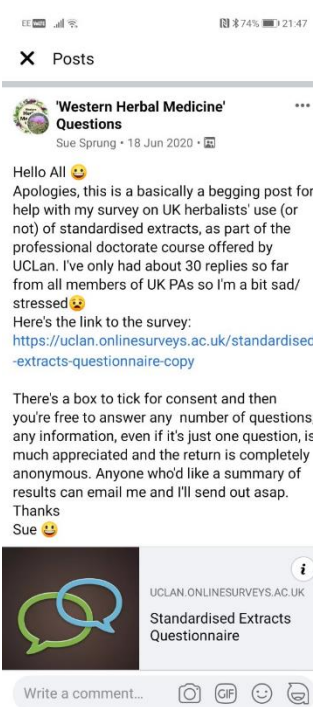 EE 74% 21:47
Posts
'Western Herbal Medicine'
Questions
Sue Sprung • 18 Jun 2020 •
Hello All 😀
Apologies, this is a basically a begging post for
help with my survey on UK herbalists' use (or
not) of standardised extracts, as part of the
professional doctorate course offered by
UCLan. I've only had about 30 replies so far
from all members of UK PAs so I'm a bit sad/
stressed😟
Here's the link to the survey:
https://uclan.onlinesurveys.ac.uk/standardised
-extracts-questionnaire-copy
There's a box to tick for consent and then
you're free to answer any number of questions,
any information, even if it's just one question, is
much appreciated and the return is completely
anonymous. Anyone who'd like a summary of
results can email me and I'll send out asap.
Thanks
Sue 😀
i
UCLAN.ONLINESURVEYS.AC.UK
Standardised Extracts
Questionnaire
Write a comment...
GIF